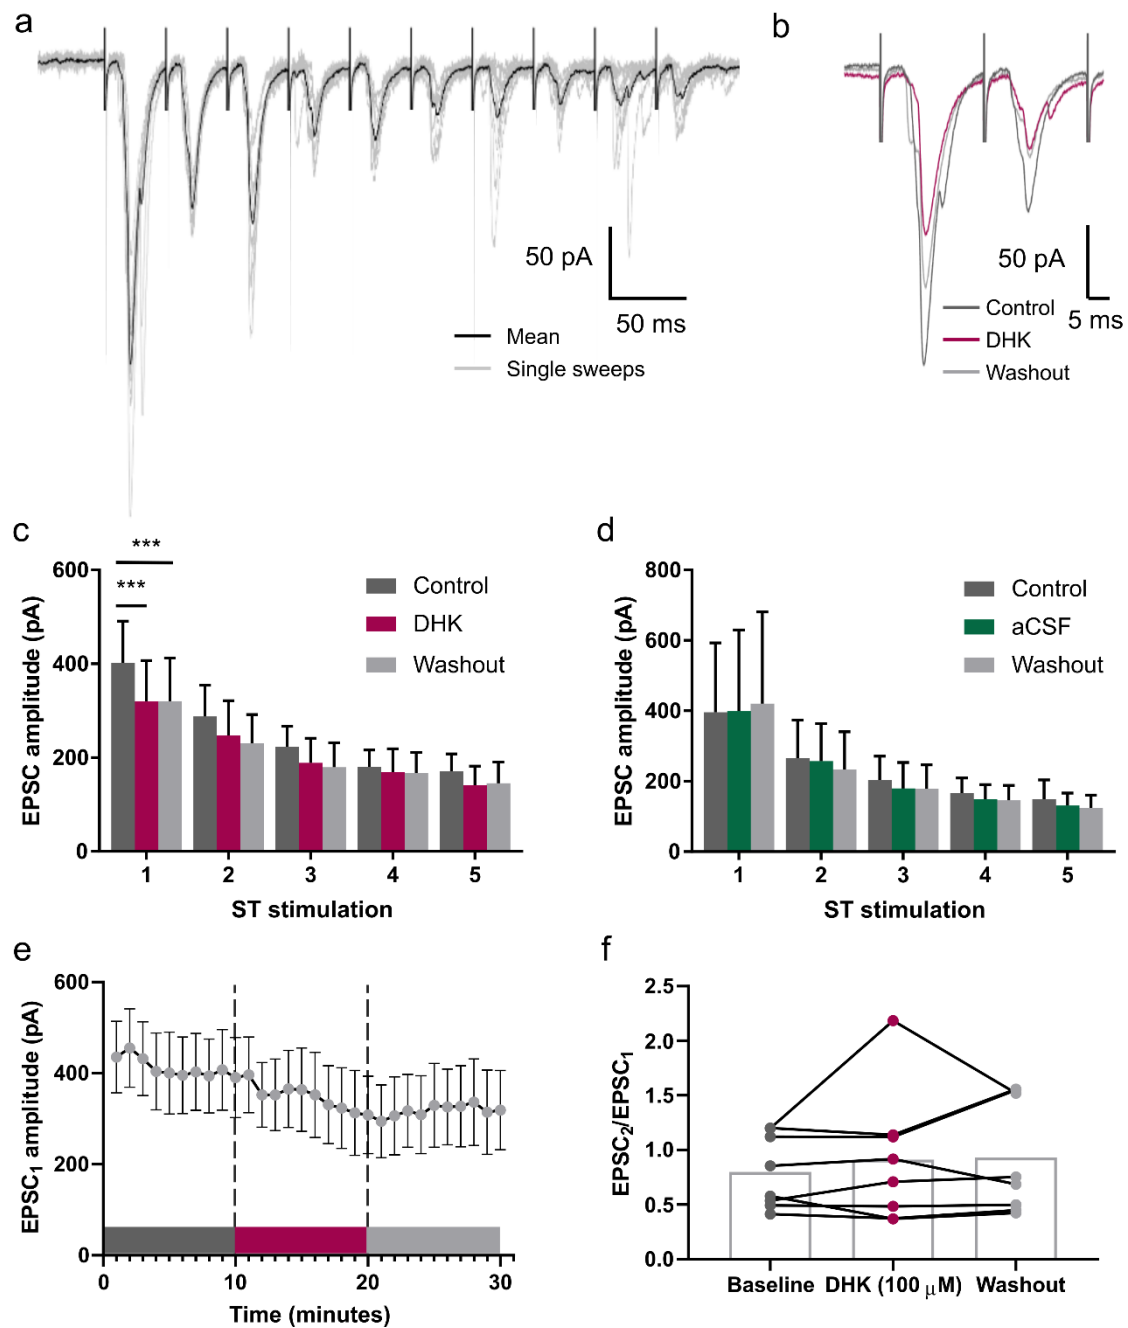 a
50 pA
50 ms
Mean
Single sweeps
b
50 pA
5 ms
Control
DHK
Washout
c
***
***
600
400
200
0
EPSC amplitude (pA)
Control
DHK
Washout
1 2 3 4 5
ST stimulation
d
800
600
400
200
0
EPSC amplitude (pA)
Control
aCSF
Washout
1 2 3 4 5
ST stimulation
e
600
400
200
0
EPSC₁ amplitude (pA)
0 10 20 30
Time (minutes)
f
2.5
2.0
1.5
1.0
0.5
0.0
EPSC₂/EPSC₁
Baseline DHK (100 μM) Washout